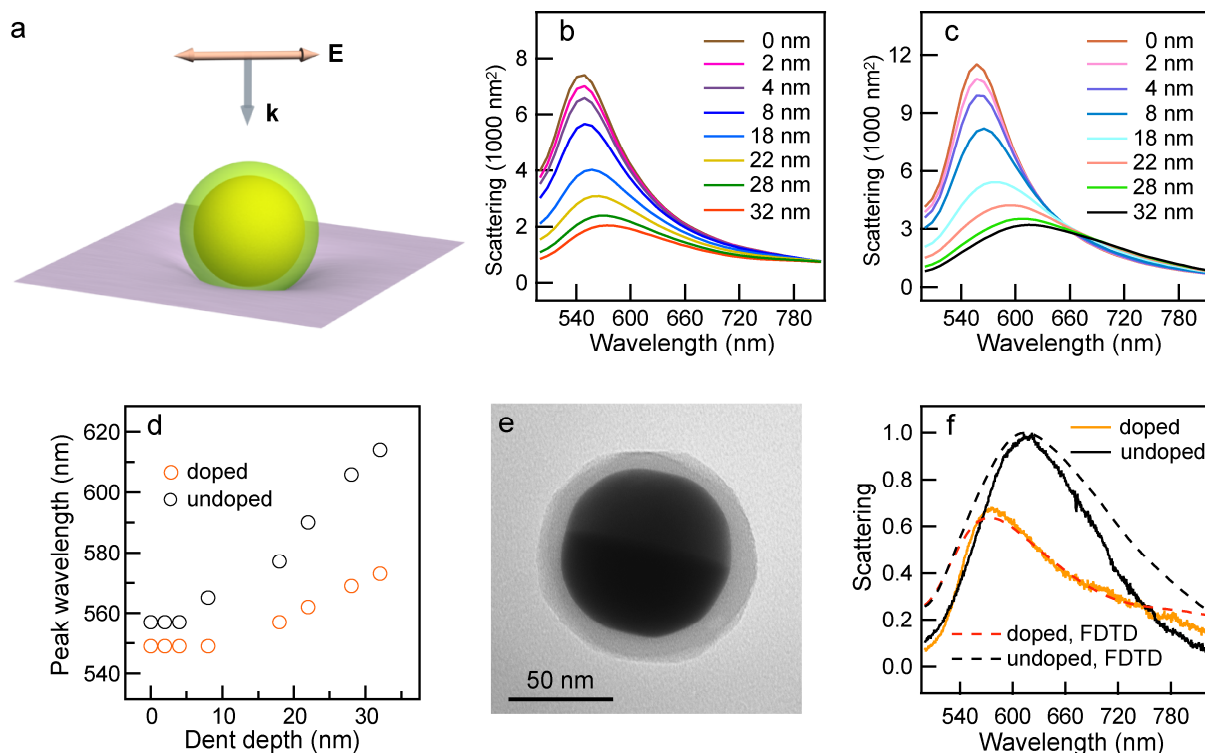 a
E
k
b
Scattering (1000 nm²)
8
6
4
2
0
0 nm
2 nm
4 nm
8 nm
18 nm
22 nm
28 nm
32 nm
540 600 660 720 780
Wavelength (nm)
c
Scattering (1000 nm²)
12
9
6
3
0
0 nm
2 nm
4 nm
8 nm
18 nm
22 nm
28 nm
32 nm
540 600 660 720 780
Wavelength (nm)
d
Peak wavelength (nm)
620
600
580
560
540
doped
undoped
0 10 20 30
Dent depth (nm)
e
50 nm
f
Scattering
1.0
0.8
0.6
0.4
0.2
0.0
doped
undoped
doped, FDTD
undoped, FDTD
540 600 660 720 780
Wavelength (nm)